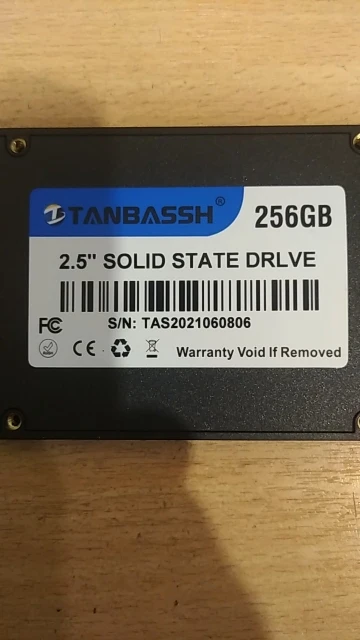 TANBASSH®
256GB
2.5" SOLID STATE DRLVE
FC
S/N: TAS2021060806
CE
Warranty Void If Removed